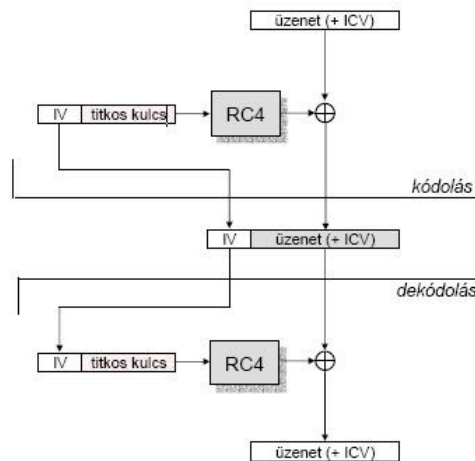 üzenet (+ ICV)
IV titkos kulcs RC4
kódolás
IV üzenet (+ ICV)
dekódolás
IV titkos kulcs RC4
üzenet (+ ICV)